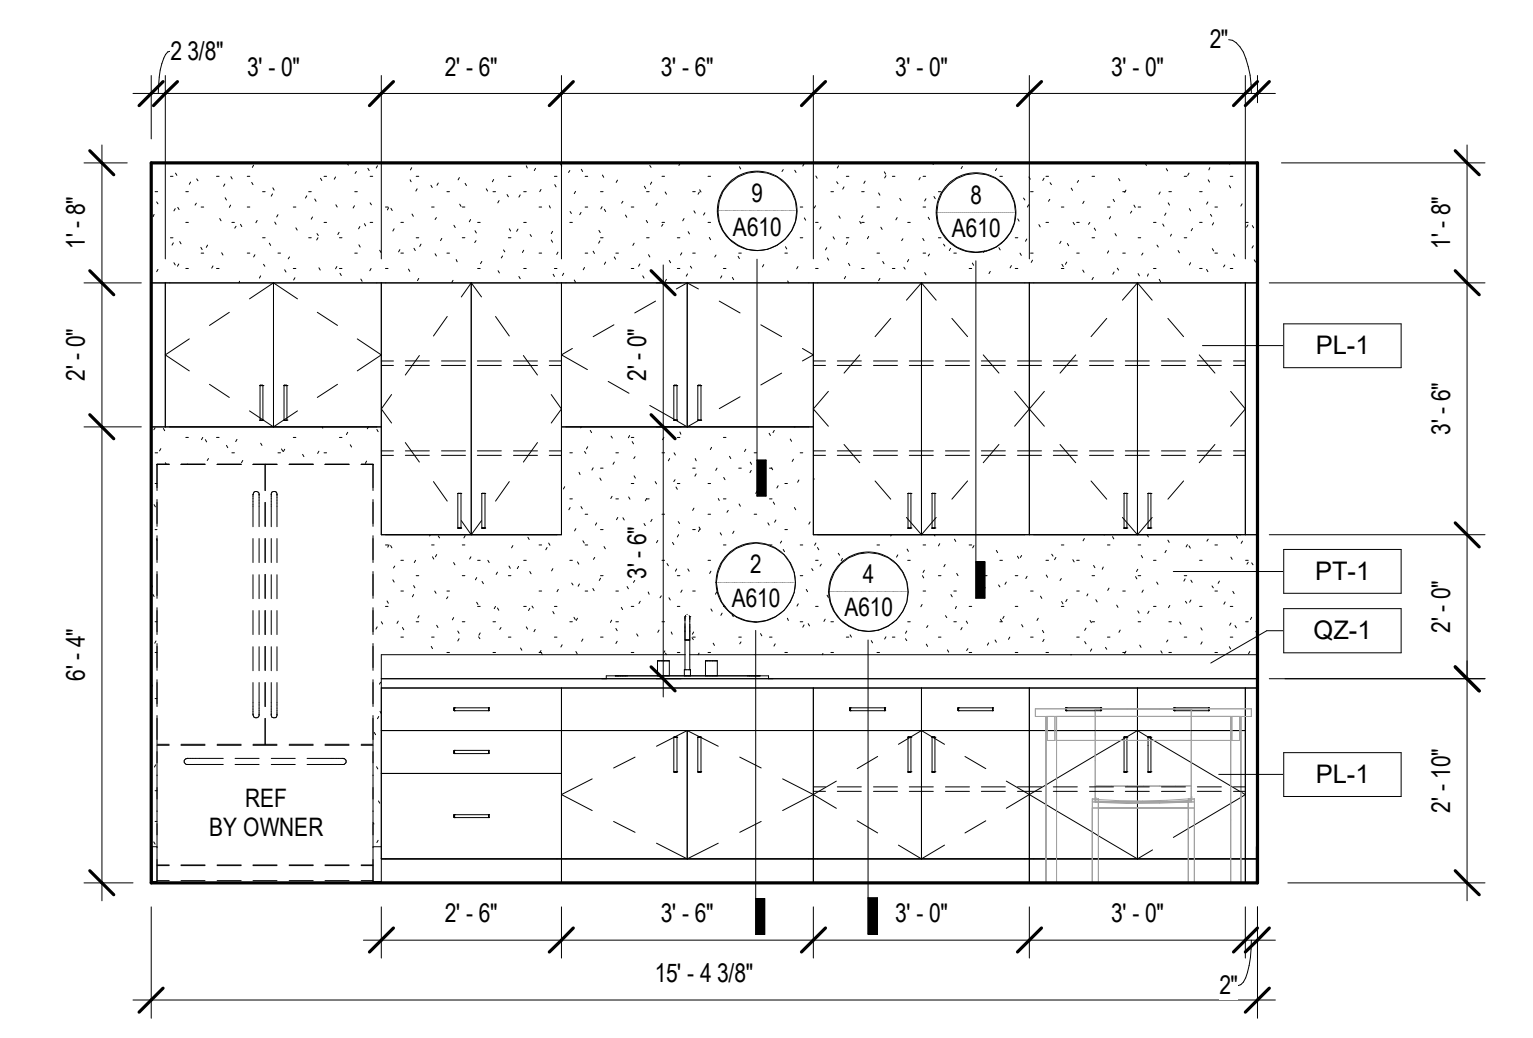 2 3/8"
3' - 0"
2' - 6"
3' - 6"
3' - 0"
3' - 0"
2"
1' - 8"
9
A610
8
A610
1' - 8"
2' - 0"
2' - 0"
PL-1
3' - 6"
3' - 6"
2
A610
4
A610
PT-1
QZ-1
2' - 0"
6' - 4"
REF
BY OWNER
PL-1
2' - 10"
2' - 6"
3' - 6"
3' - 0"
3' - 0"
15' - 4 3/8"
2"